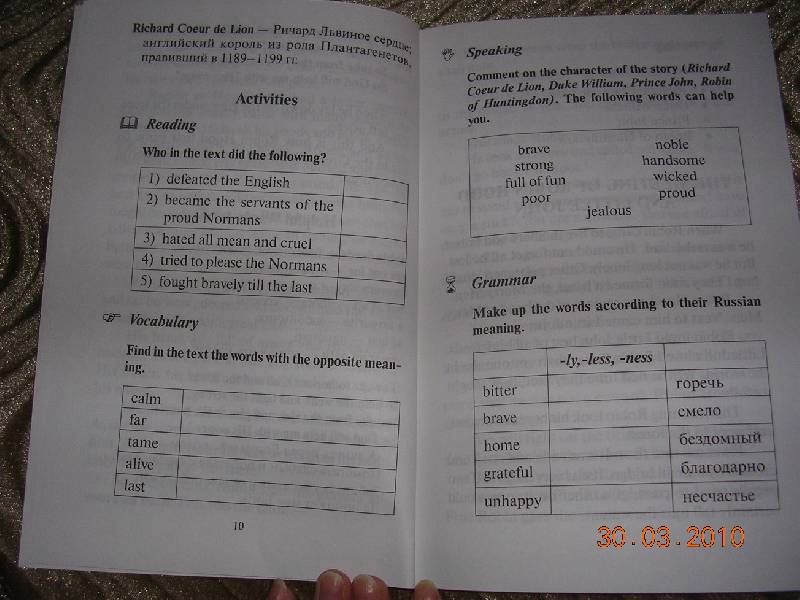 Richard Coeur de Lion — Ричард Львиное сердце;
английский король из рода Плантагенетов,
правивший в 1189–1199 гг.
Activities
Reading
Who in the text did the following?
1) defeated the English
2) became the servants of the
proud Normans
3) hated all mean and cruel
4) tried to please the Normans
5) fought bravely till the last
Vocabulary
Find in the text the words with the opposite mean-
ing.
calm
far
tame
alive
last
10
Speaking
Comment on the character of the story (Richard
Coeur de Lion, Duke William, Prince John, Robin
of Huntingdon). The following words can help
you.
brave noble
strong handsome
full of fun wicked
poor proud
jealous
Grammar
Make up the words according to their Russian
meaning.
-ly,-less, -ness
bitter горечь
brave смело
home бездомный
grateful благодарно
unhappy несчастье
30.03.2010